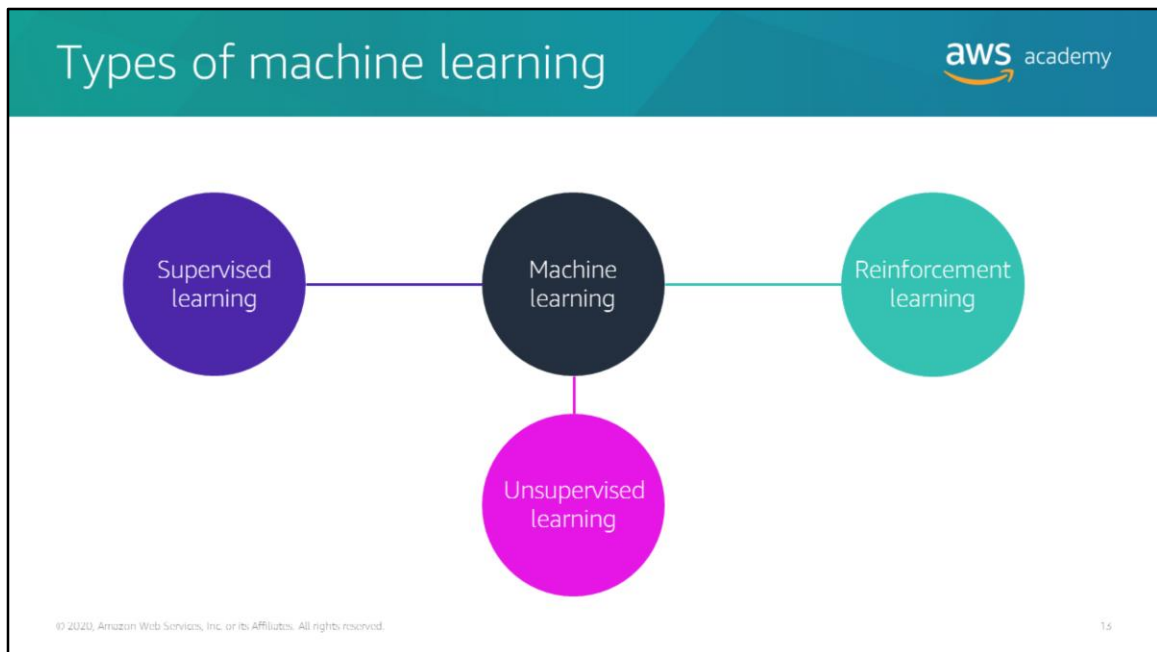 Types of machine learning
aws academy
Supervised
learning
Machine
learning
Reinforcement
learning
Unsupervised
learning
© 2020, Amazon Web Services, Inc. or its Affiliates. All rights reserved.
13